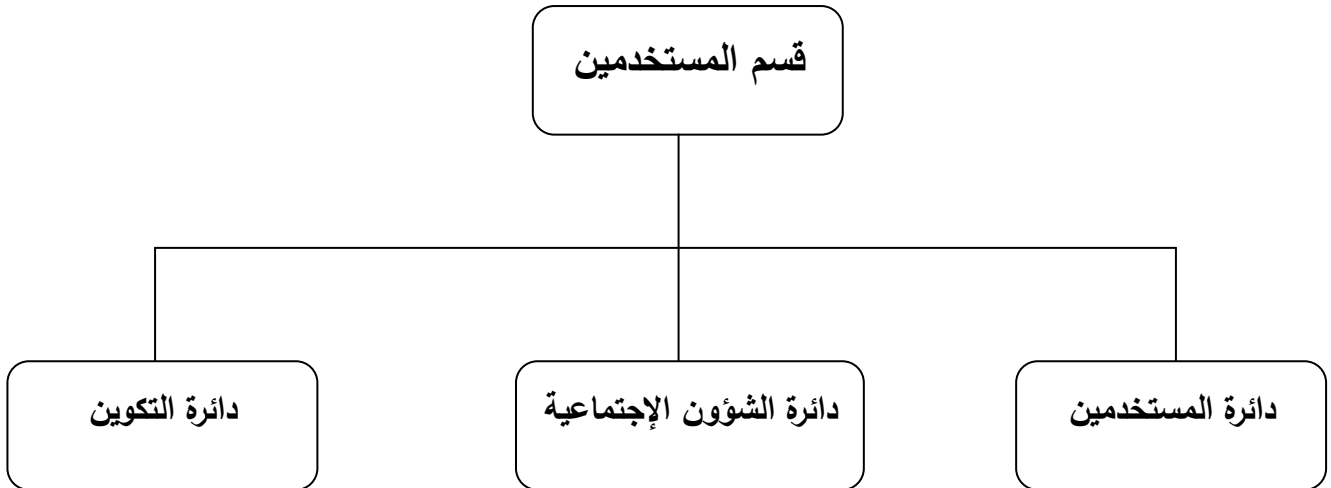 قسم المستخدمين
دائرة المستخدمين
دائرة الشؤون الإجتماعية
دائرة التكوين